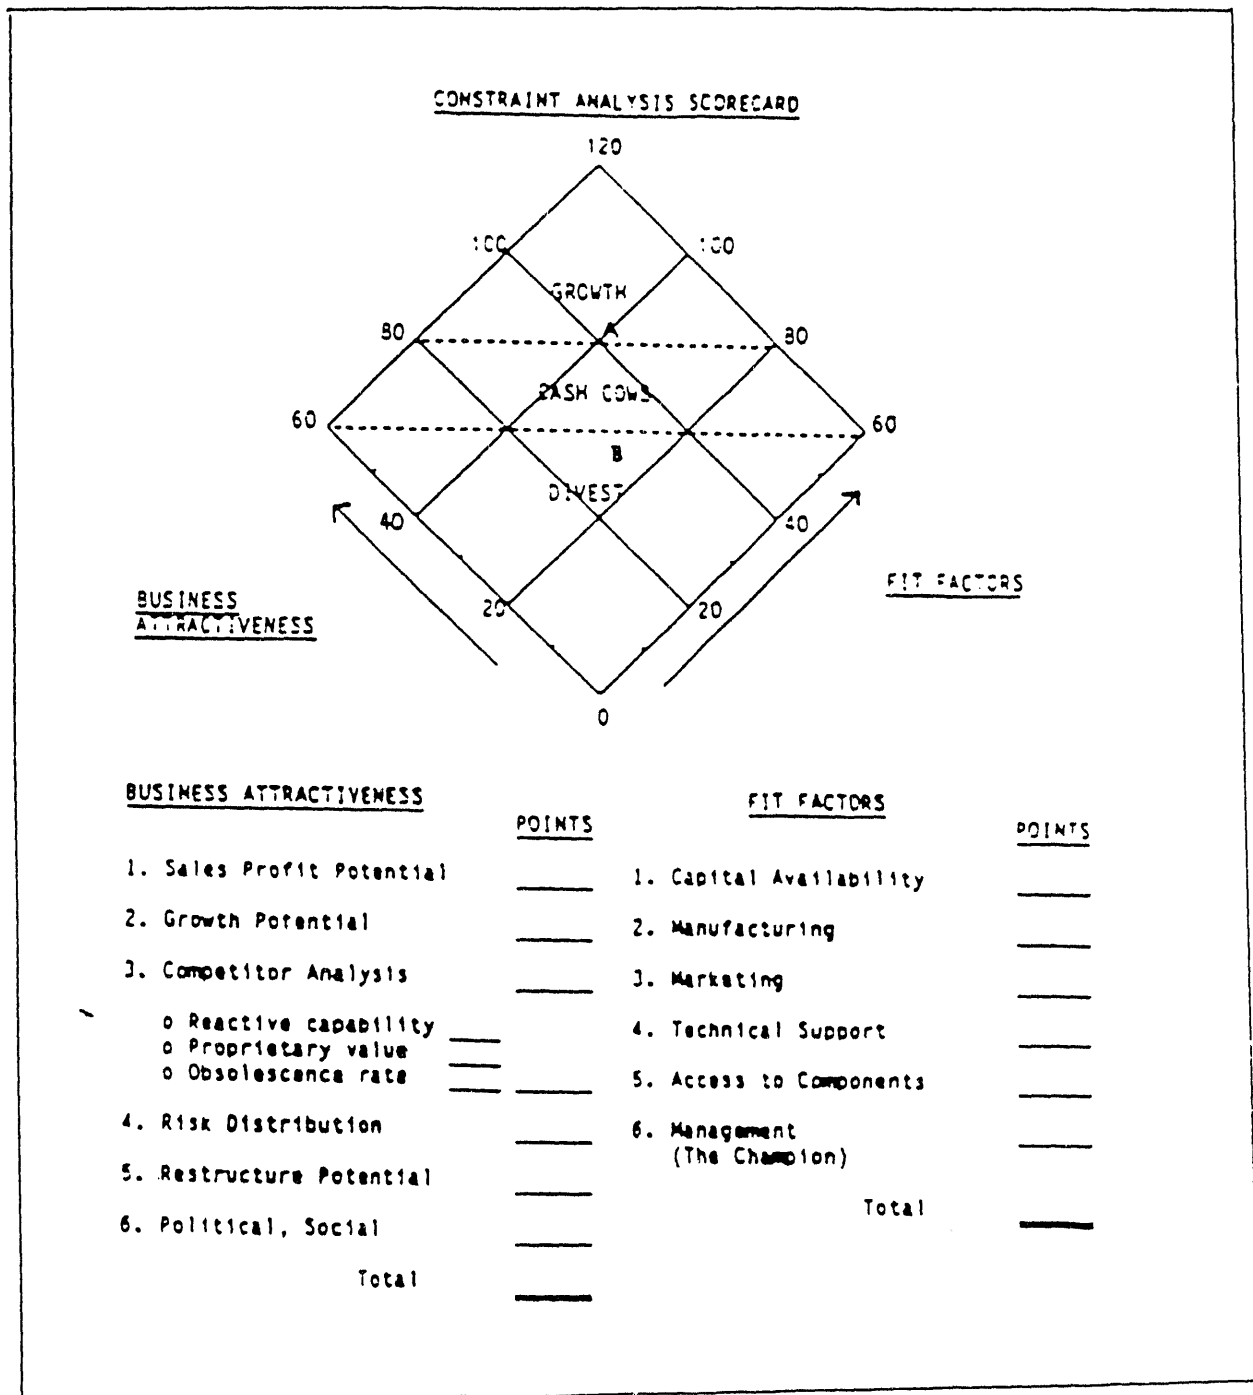 CONSTRAINT ANALYSIS SCORECARD
120
100 100
GROWTH
A
80 80
CASH COWS
60 60
B
DIVEST
40 40
FIT FACTORS
BUSINESS
ATTRACTIVENESS
20 20
0
BUSINESS ATTRACTIVENESS
POINTS
1. Sales Profit Potential
2. Growth Potential
3. Competitor Analysis
o Reactive capability
o Proprietary value
o Obsolescence rate
4. Risk Distribution
5. Restructure Potential
6. Political, Social
Total
FIT FACTORS
POINTS
1. Capital Availability
2. Manufacturing
3. Marketing
4. Technical Support
5. Access to Components
6. Management
(The Champion)
Total